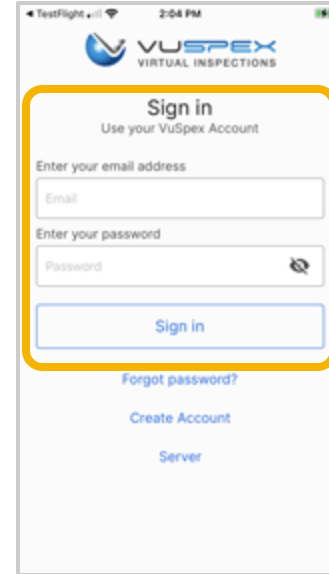 TestFlight 2:04 PM
VUSPEX
VIRTUAL INSPECTIONS
Sign in
Use your VuSpex Account
Enter your email address
Email
Enter your password
Password
Sign in
Forgot password?
Create Account
Server